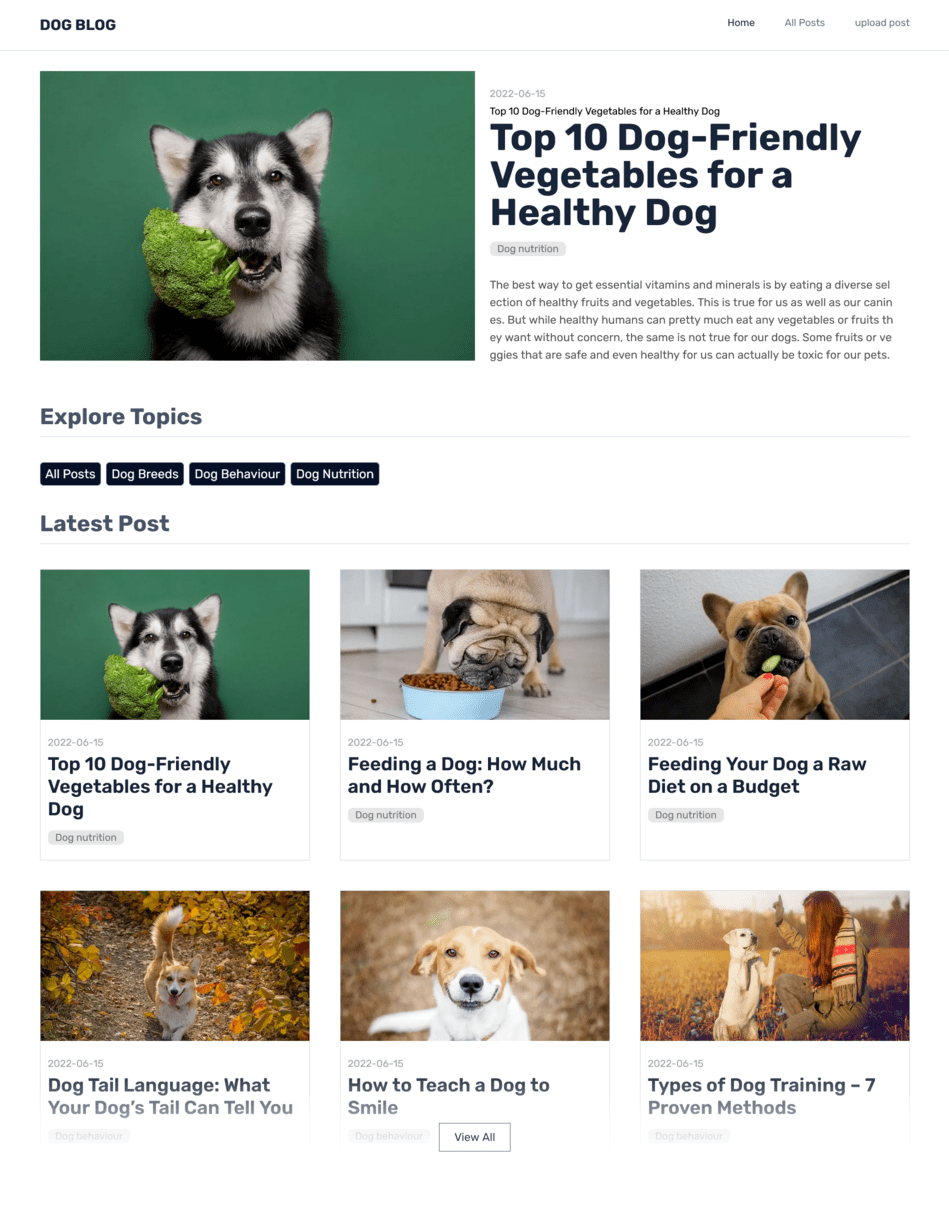 DOG BLOG
Home
All Posts
upload post
2022-06-15
Top 10 Dog-Friendly Vegetables for a Healthy Dog
Top 10 Dog-Friendly
Vegetables for a
Healthy Dog
Dog nutrition
The best way to get essential vitamins and minerals is by eating a diverse sel
ection of healthy fruits and vegetables. This is true for us as well as our canin
es. But while healthy humans can pretty much eat any vegetables or fruits th
ey want without concern, the same is not true for our dogs. Some fruits or ve
ggies that are safe and even healthy for us can actually be toxic for our pets.
Explore Topics
All Posts
Dog Breeds
Dog Behaviour
Dog Nutrition
Latest Post
2022-06-15
Top 10 Dog-Friendly
Vegetables for a Healthy
Dog
Dog nutrition
2022-06-15
Feeding a Dog: How Much
and How Often?
Dog nutrition
2022-06-15
Feeding Your Dog a Raw
Diet on a Budget
Dog nutrition
2022-06-15
Dog Tail Language: What
Your Dog’s Tail Can Tell You
Dog behaviour
2022-06-15
How to Teach a Dog to
Smile
Dog behaviour
2022-06-15
Types of Dog Training – 7
Proven Methods
Dog behaviour
View All